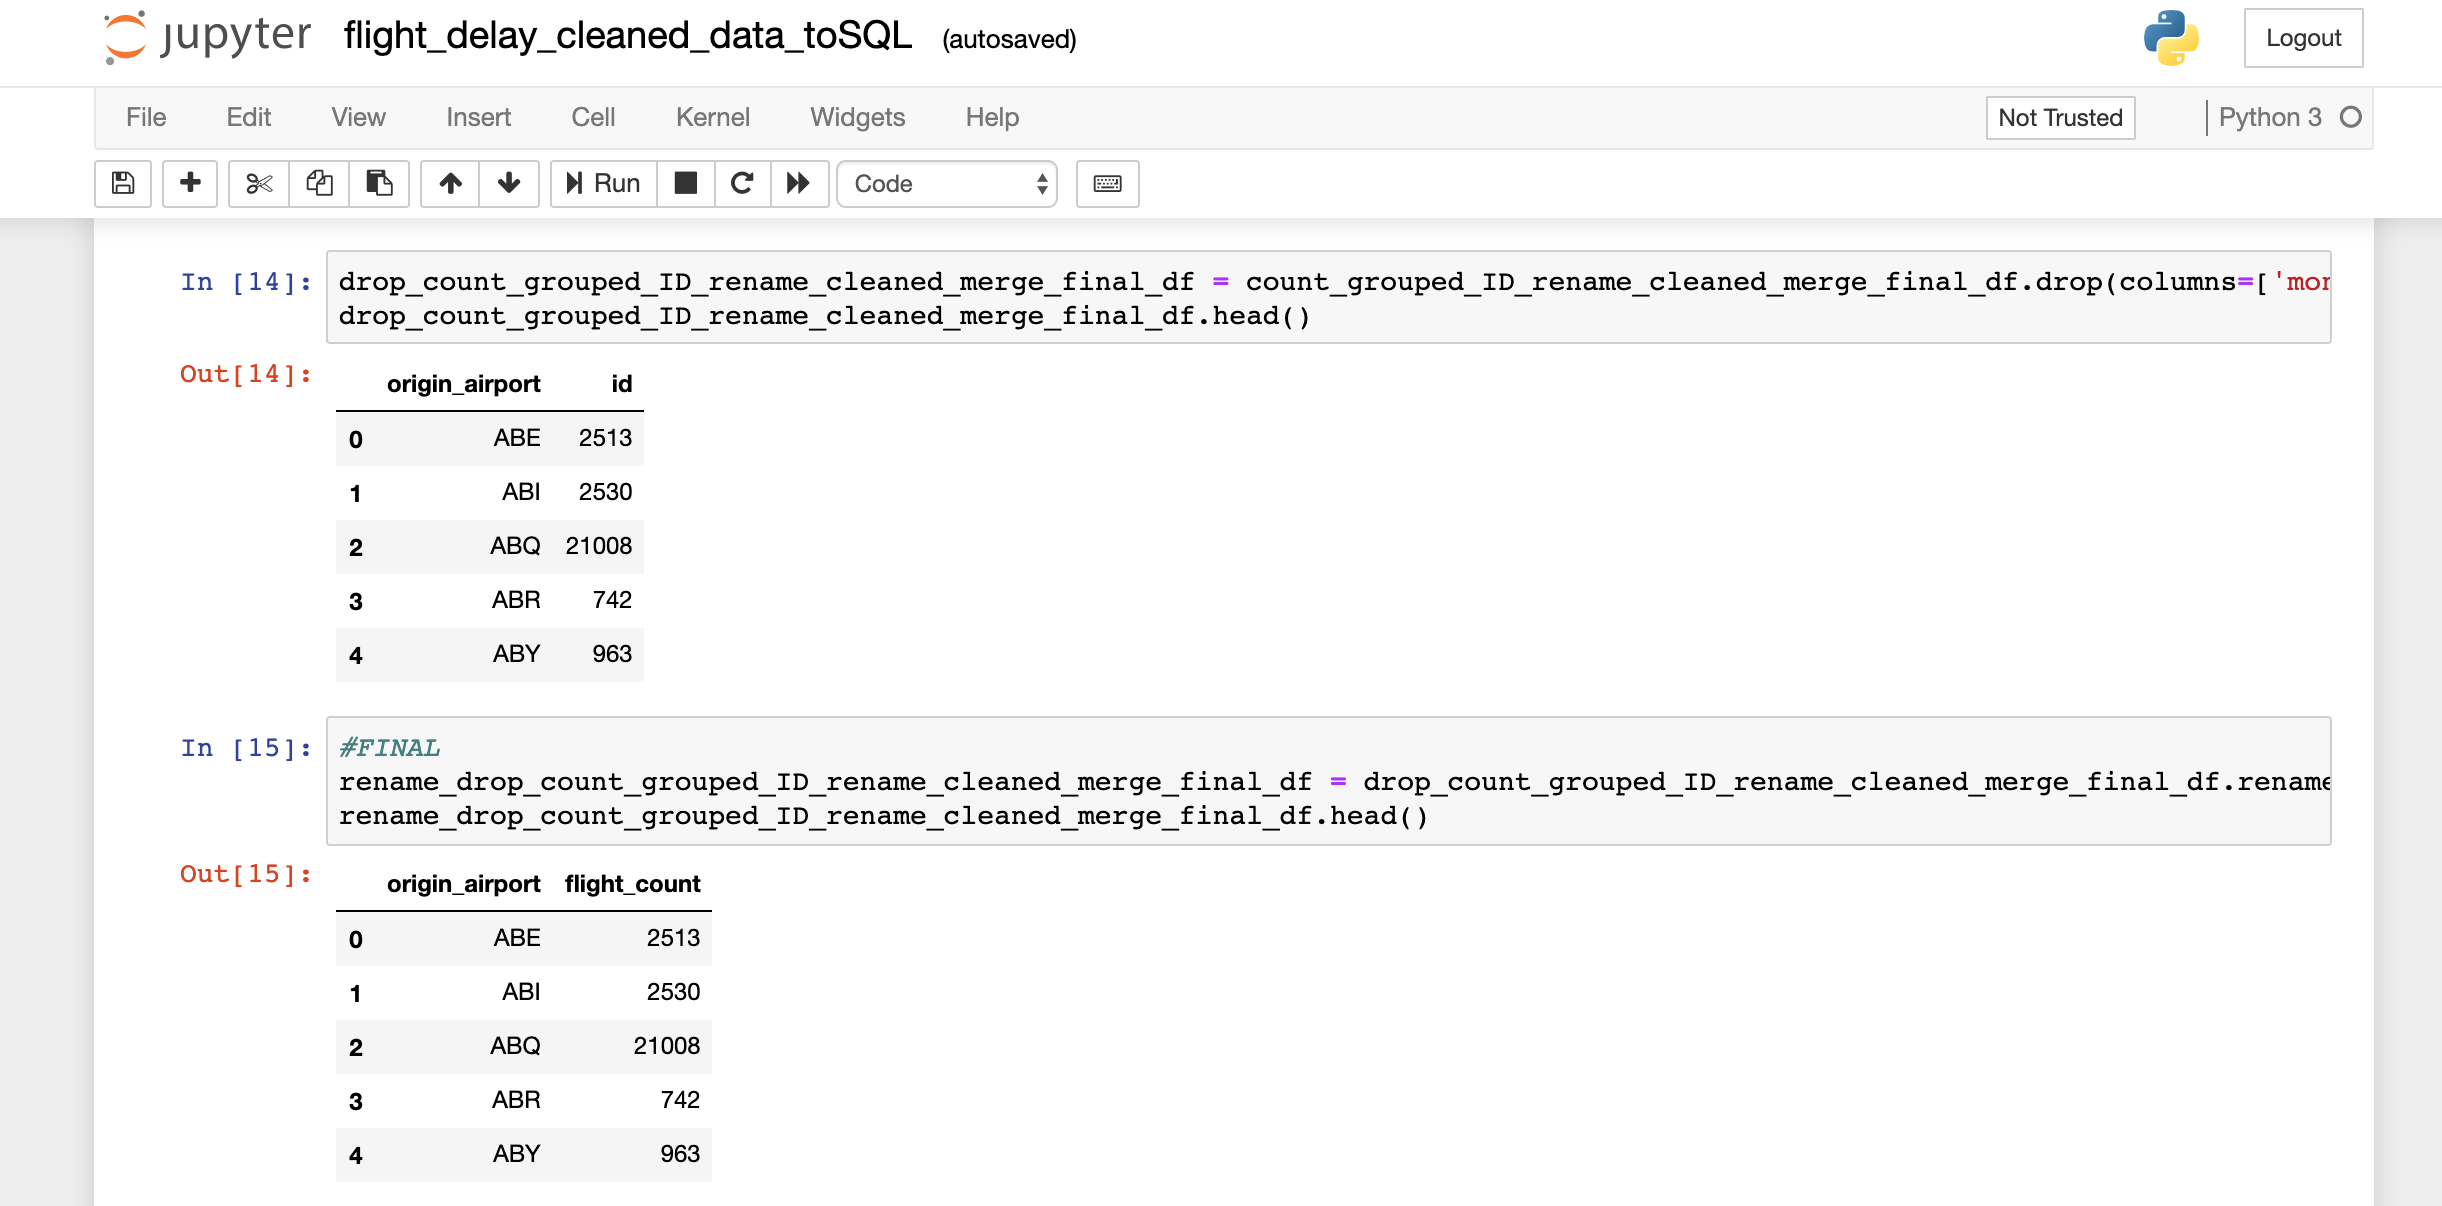 jupyter flight_delay_cleaned_data_toSQL (autosaved) Logout
File Edit View Insert Cell Kernel Widgets Help Not Trusted Python 3
Run Code
In [14]: drop_count_grouped_ID_rename_cleaned_merge_final_df = count_grouped_ID_rename_cleaned_merge_final_df.drop(columns=['mon
drop_count_grouped_ID_rename_cleaned_merge_final_df.head()
Out[14]:
origin_airport id
0 ABE 2513
1 ABI 2530
2 ABQ 21008
3 ABR 742
4 ABY 963
In [15]: #FINAL
rename_drop_count_grouped_ID_rename_cleaned_merge_final_df = drop_count_grouped_ID_rename_cleaned_merge_final_df.rename
rename_drop_count_grouped_ID_rename_cleaned_merge_final_df.head()
Out[15]:
origin_airport flight_count
0 ABE 2513
1 ABI 2530
2 ABQ 21008
3 ABR 742
4 ABY 963